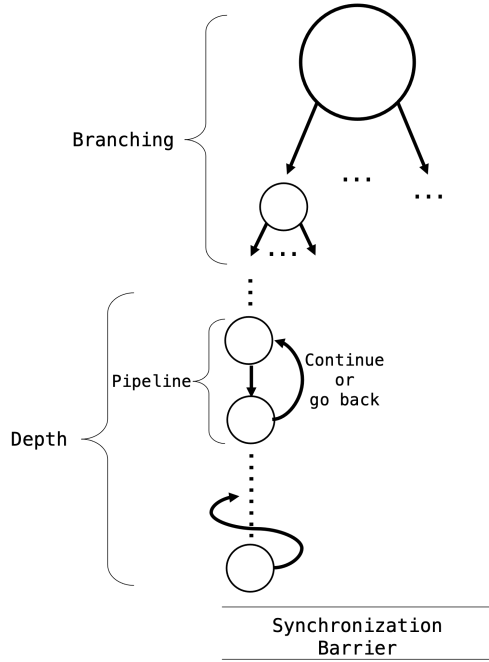 Branching
...
...
...
Pipeline
Continue
or
go back
Depth
Synchronization
Barrier